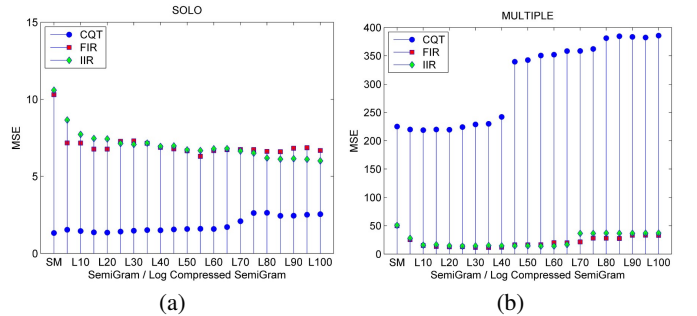 SOLO
15
10
5
0
MSE
CQT
FIR
IIR
SM L10 L20 L30 L40 L50 L60 L70 L80 L90 L100
SemiGram / Log Compressed SemiGram
(a)
MULTIPLE
400
350
300
250
200
150
100
50
0
MSE
CQT
FIR
IIR
SM L10 L20 L30 L40 L50 L60 L70 L80 L90 L100
SemiGram / Log Compressed SemiGram
(b)